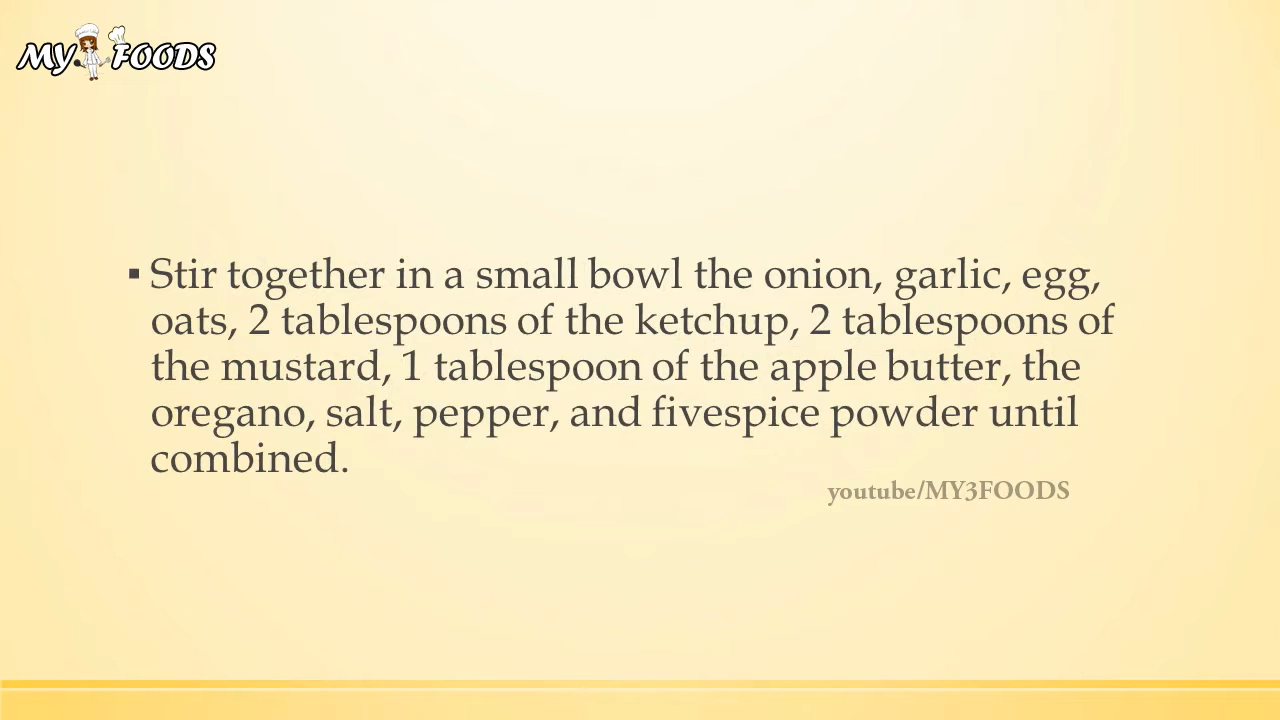 MY FOODS
▪ Stir together in a small bowl the onion, garlic, egg,
oats, 2 tablespoons of the ketchup, 2 tablespoons of
the mustard, 1 tablespoon of the apple butter, the
oregano, salt, pepper, and fivespice powder until
combined.
youtube/MY3FOODS